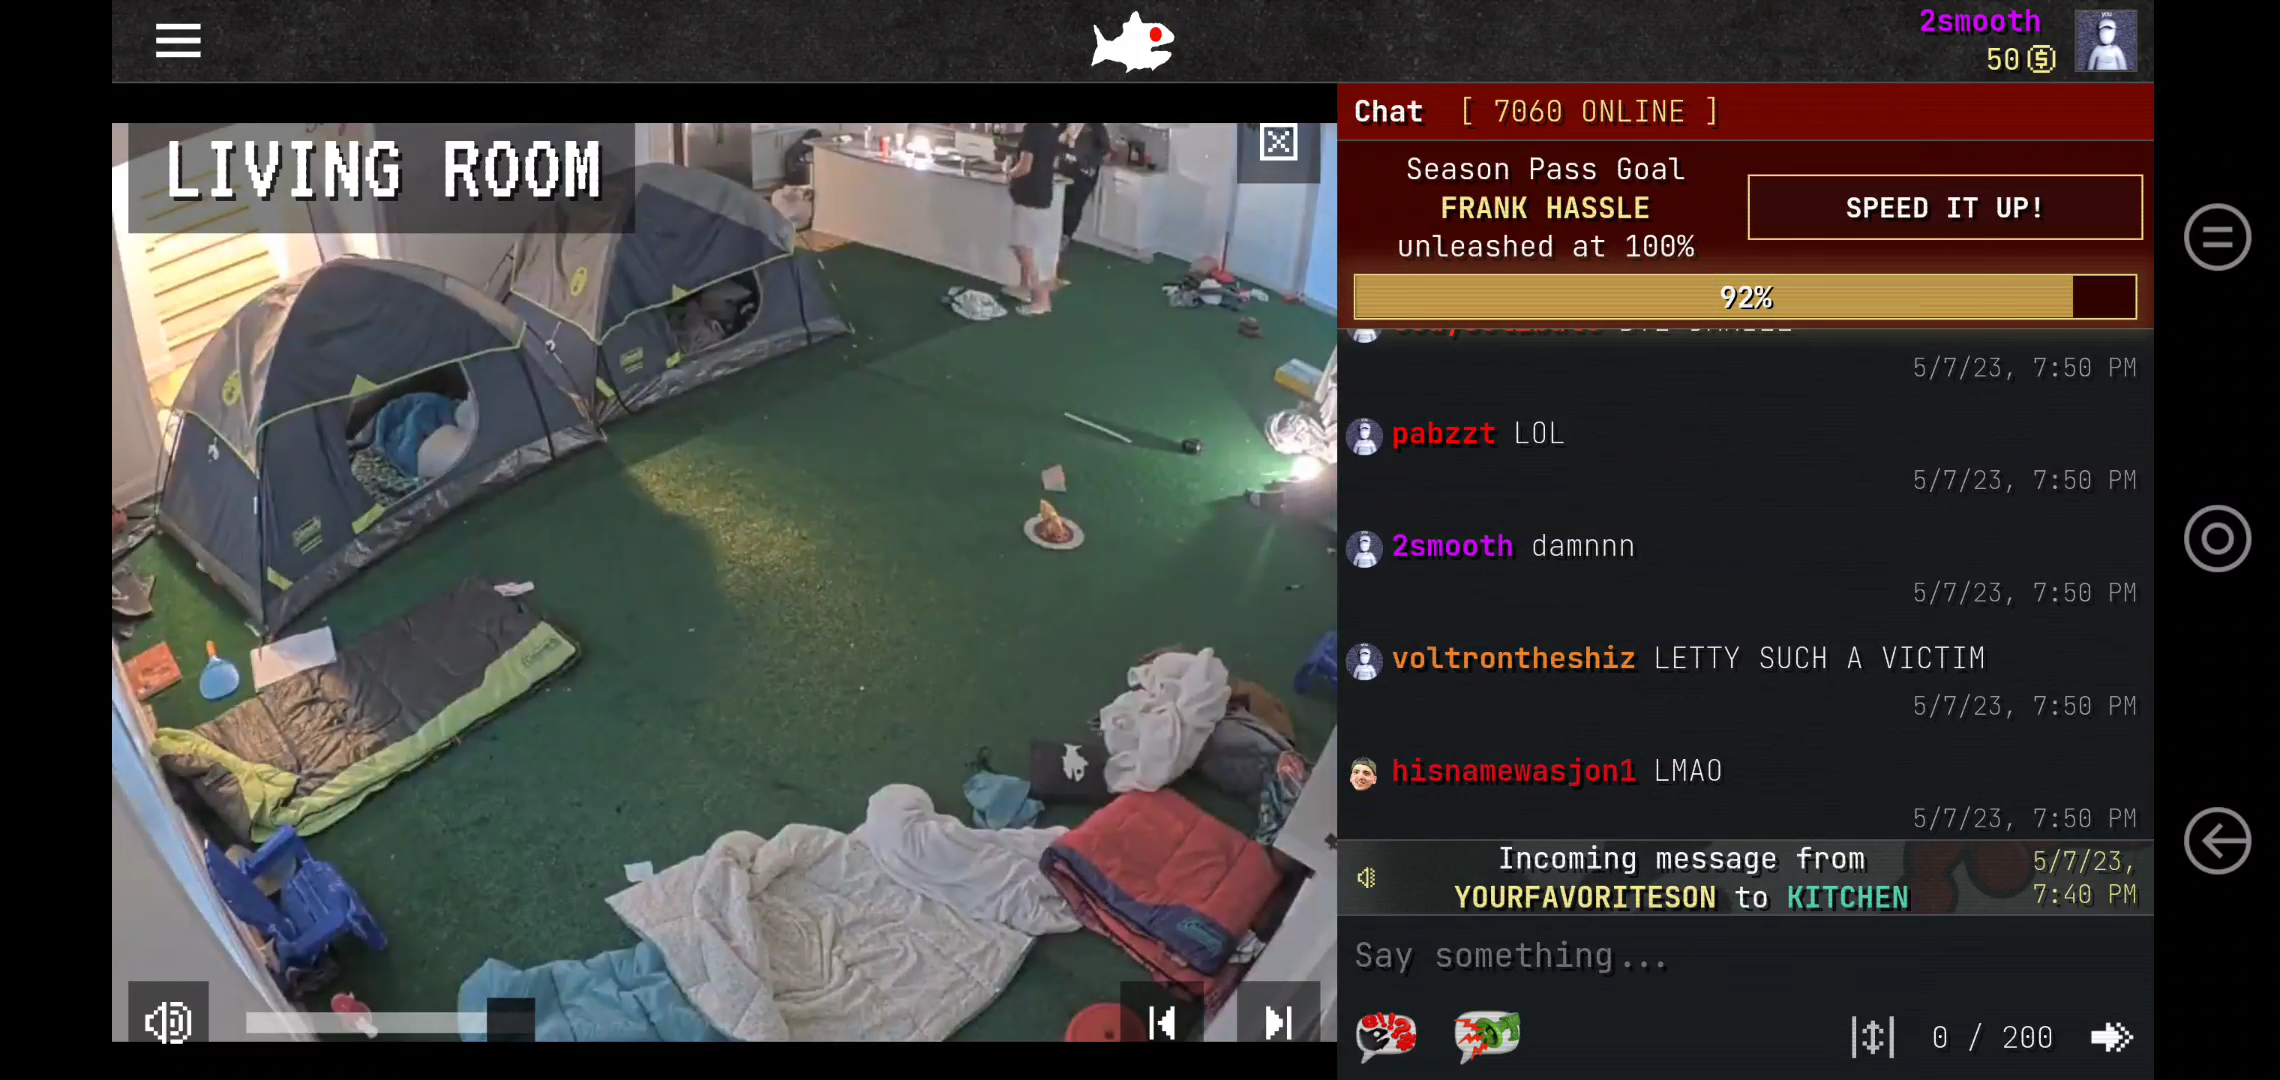 2smooth
50
LIVING ROOM
Chat [ 7060 ONLINE ]
Season Pass Goal
FRANK HASSLE
unleashed at 100%
SPEED IT UP!
92%
5/7/23, 7:50 PM
pabzzt LOL
5/7/23, 7:50 PM
2smooth damnnn
5/7/23, 7:50 PM
voltrontheshiz LETTY SUCH A VICTIM
5/7/23, 7:50 PM
hisnamewasjon1 LMAO
5/7/23, 7:50 PM
Incoming message from
YOURFAVORITESON to KITCHEN
5/7/23,
7:40 PM
Say something...
0 / 200